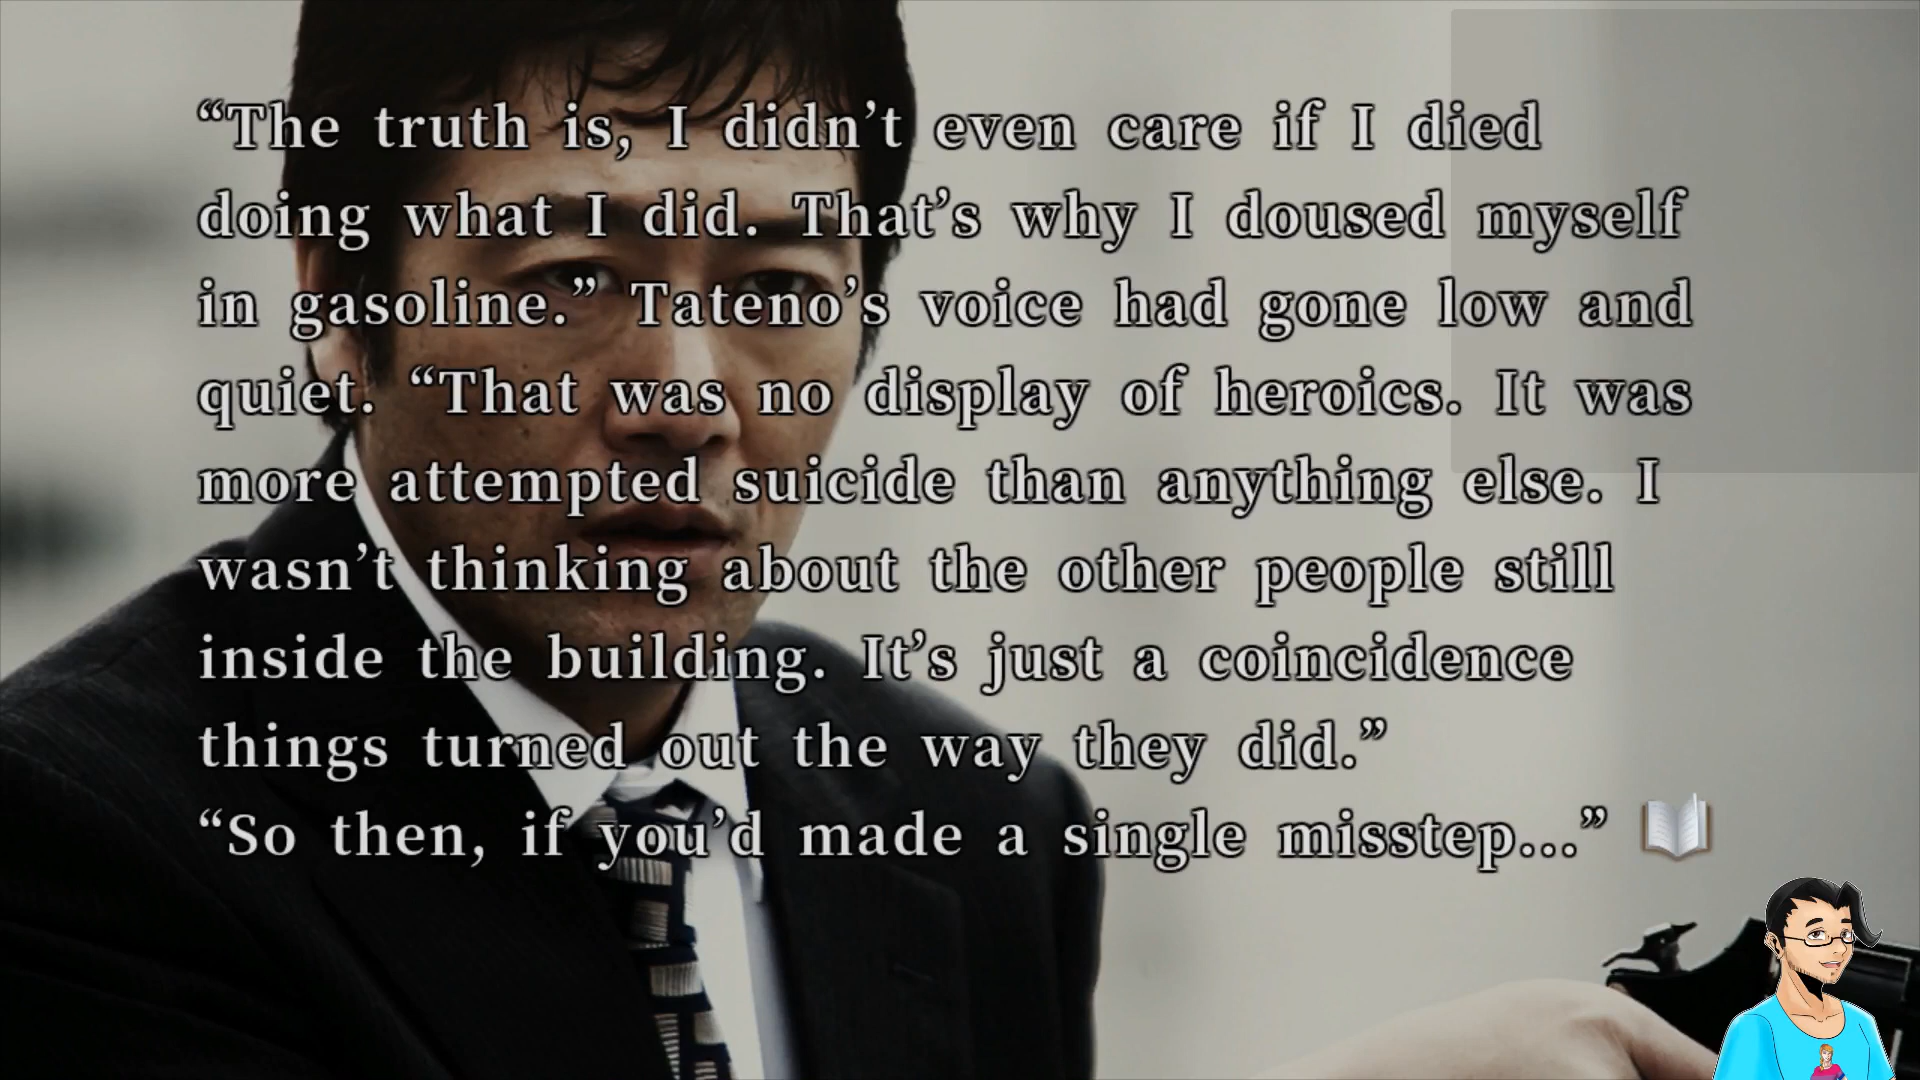 “The truth is, I didn’t even care if I died
doing what I did. That’s why I doused myself
in gasoline.” Tateno’s voice had gone low and
quiet. “That was no display of heroics. It was
more attempted suicide than anything else. I
wasn’t thinking about the other people still
inside the building. It’s just a coincidence
things turned out the way they did.”
“So then, if you’d made a single misstep...”